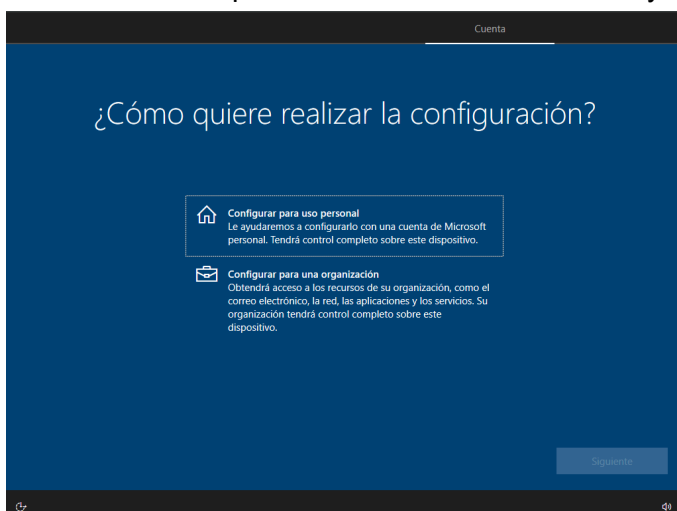 Cuenta
¿Cómo quiere realizar la configuración?
Configurar para uso personal
Le ayudaremos a configurarlo con una cuenta de Microsoft
personal. Tendrá control completo sobre este dispositivo.
Configurar para una organización
Obtendrá acceso a los recursos de su organización, como el
correo electrónico, la red, las aplicaciones y los servicios. Su
organización tendrá control completo sobre este
dispositivo.
Siguiente